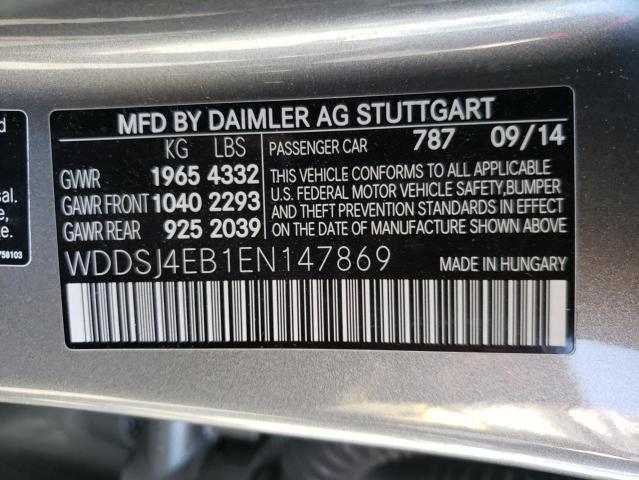 MFD BY DAIMLER AG STUTTGART
KG LBS
GVWR 1965 4332
GAWR FRONT 1040 2293
GAWR REAR 925 2039
PASSENGER CAR 787 09/14
THIS VEHICLE CONFORMS TO ALL APPLICABLE
U.S. FEDERAL MOTOR VEHICLE SAFETY,BUMPER
AND THEFT PREVENTION STANDARDS IN EFFECT
ON THE DATE OF MANUFACTURE SHOWN ABOVE.
WDDSJ4EB1EN147869 MADE IN HUNGARY